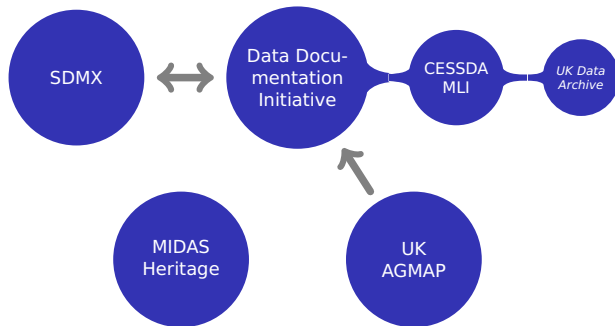 SDMX
Data Docu-
mentation
Initiative
CESSDA
MLI
UK Data
Archive
MIDAS
Heritage
UK
AGMAP